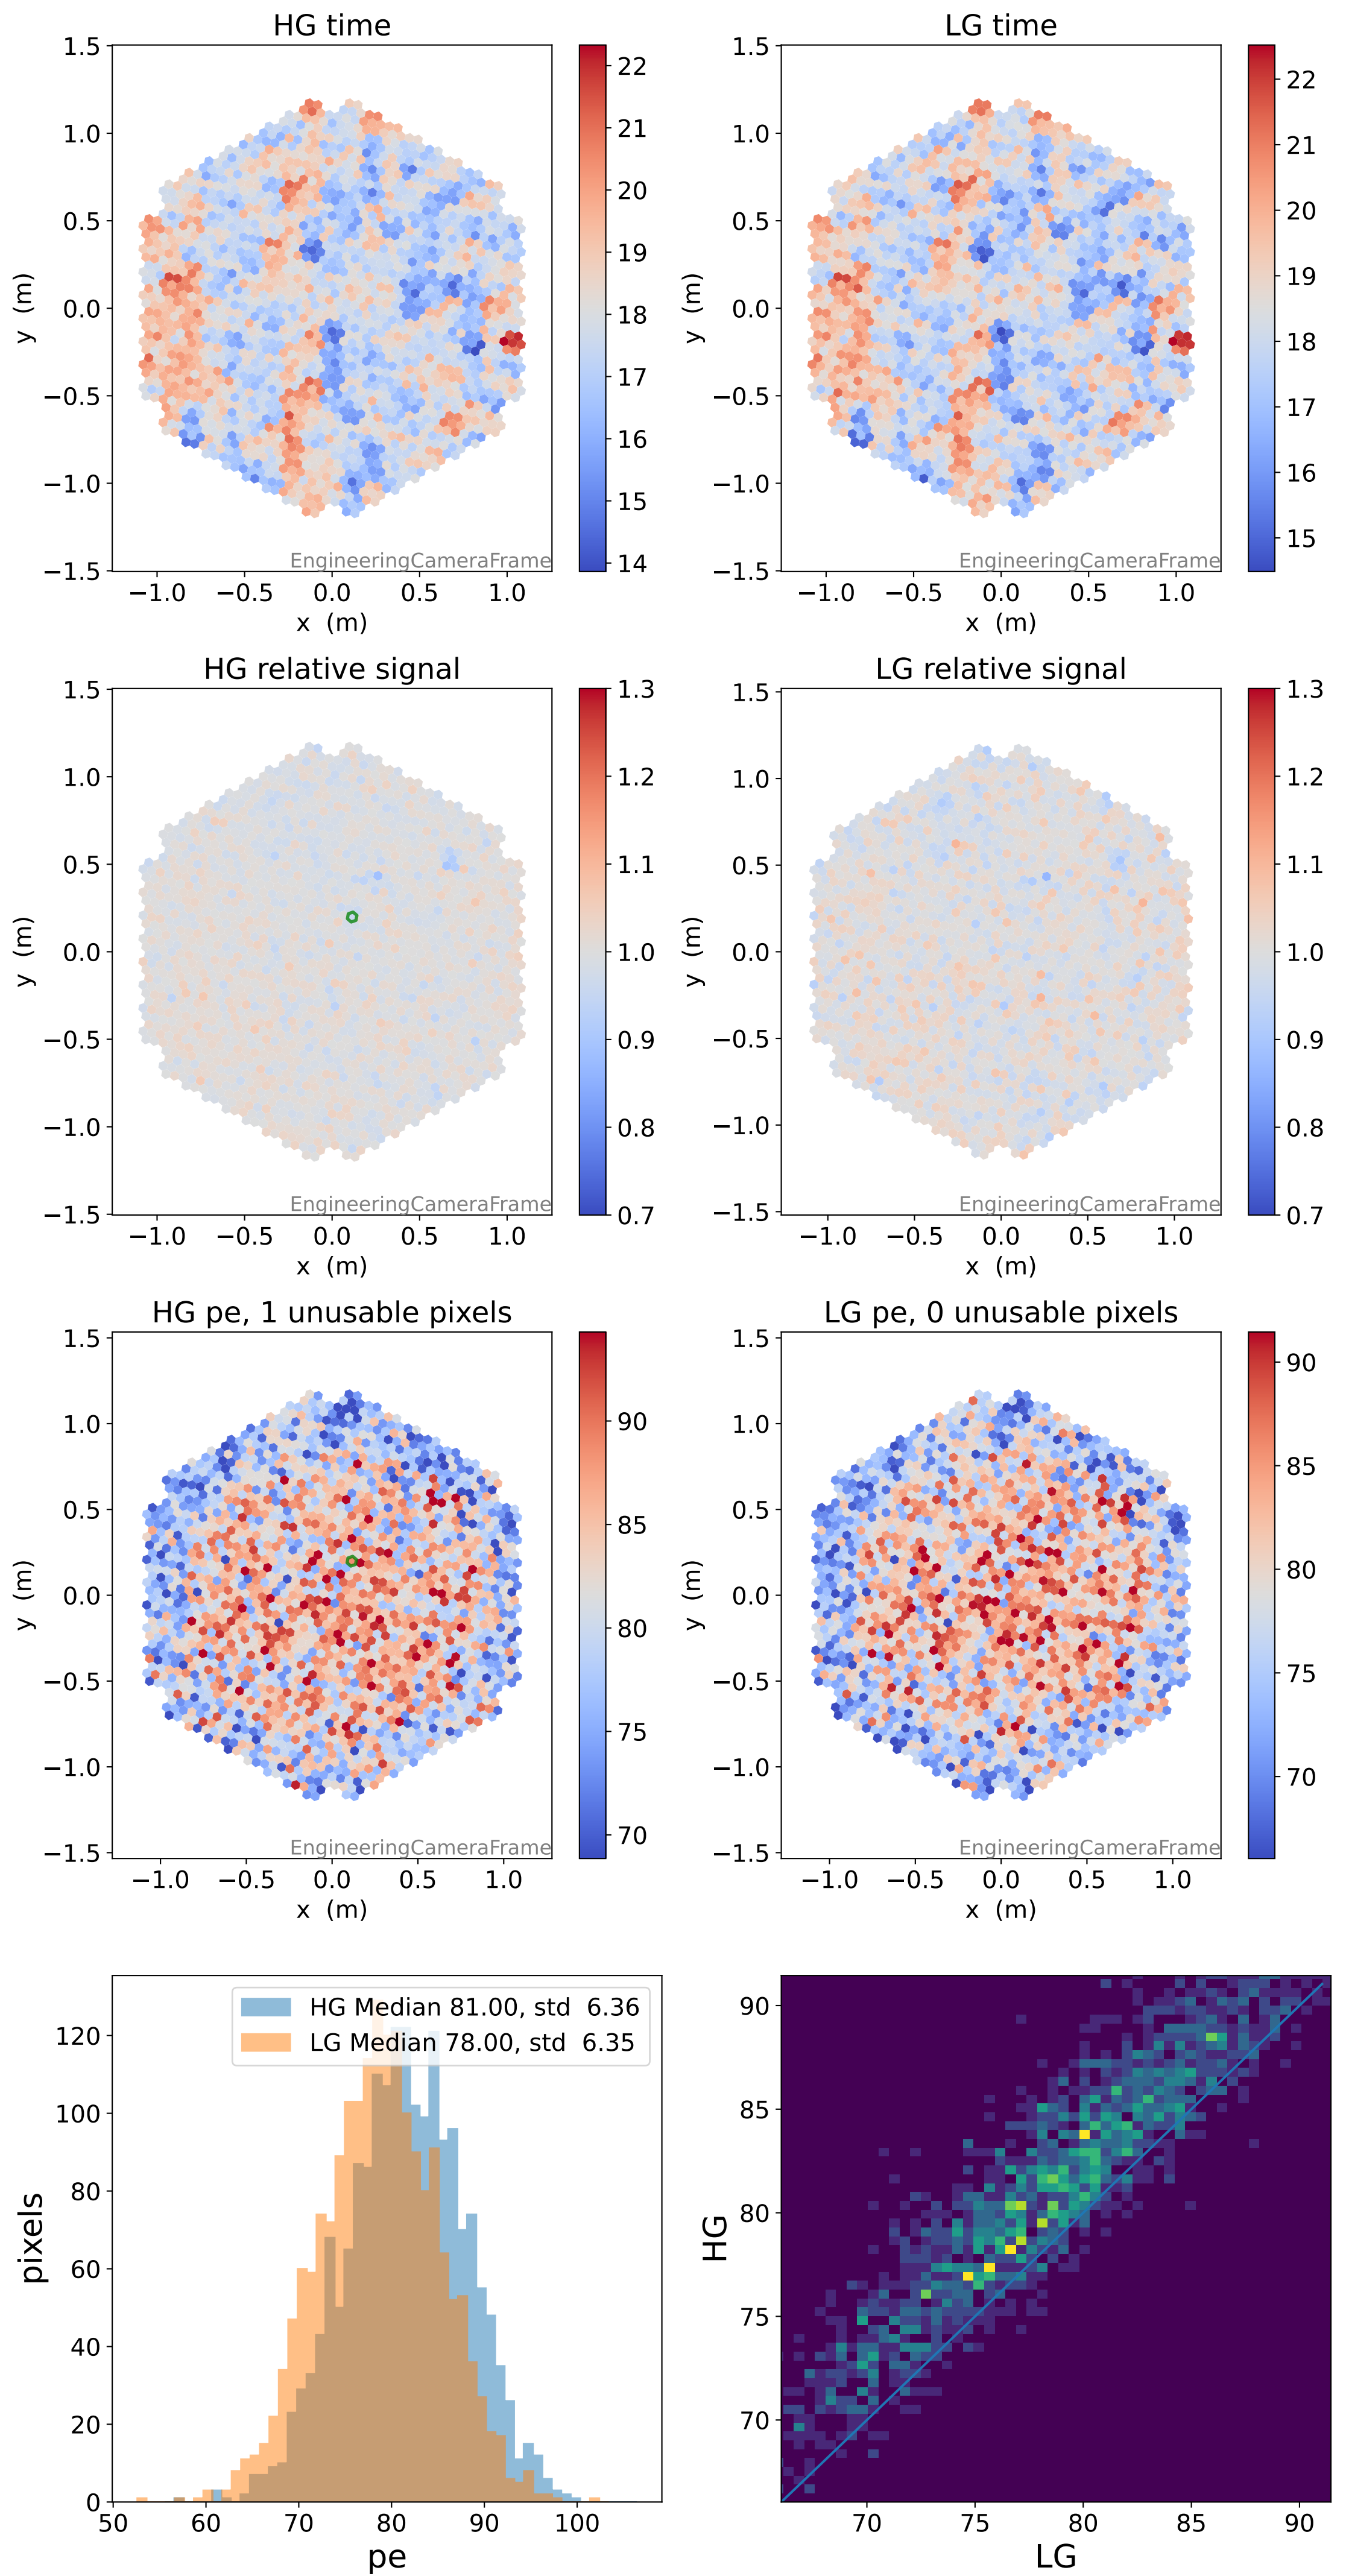 HG time
LG time
1.5
1.0
0.5
0.0
−0.5
−1.0
−1.5
y (m)
−1.0 −0.5 0.0 0.5 1.0
x (m)
EngineeringCameraFrame
22
21
20
19
18
17
16
15
14
1.5
1.0
0.5
0.0
−0.5
−1.0
−1.5
y (m)
−1.0 −0.5 0.0 0.5 1.0
x (m)
EngineeringCameraFrame
22
21
20
19
18
17
16
15
HG relative signal
LG relative signal
1.5
1.0
0.5
0.0
−0.5
−1.0
−1.5
y (m)
−1.0 −0.5 0.0 0.5 1.0
x (m)
EngineeringCameraFrame
1.3
1.2
1.1
1.0
0.9
0.8
0.7
1.5
1.0
0.5
0.0
−0.5
−1.0
−1.5
y (m)
−1.0 −0.5 0.0 0.5 1.0
x (m)
EngineeringCameraFrame
1.3
1.2
1.1
1.0
0.9
0.8
0.7
HG pe, 1 unusable pixels
LG pe, 0 unusable pixels
1.5
1.0
0.5
0.0
−0.5
−1.0
−1.5
y (m)
−1.0 −0.5 0.0 0.5 1.0
x (m)
EngineeringCameraFrame
90
85
80
75
70
1.5
1.0
0.5
0.0
−0.5
−1.0
−1.5
y (m)
−1.0 −0.5 0.0 0.5 1.0
x (m)
EngineeringCameraFrame
90
85
80
75
70
HG Median 81.00, std 6.36
LG Median 78.00, std 6.35
120
100
80
60
40
20
0
pixels
50 60 70 80 90 100
pe
90
85
80
75
70
HG
70 75 80 85 90
LG